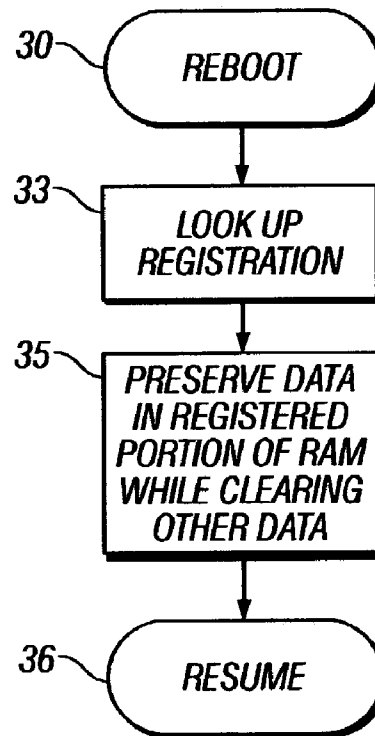 30
REBOOT
33
LOOK UP
REGISTRATION
35
PRESERVE DATA
IN REGISTERED
PORTION OF RAM
WHILE CLEARING
OTHER DATA
36
RESUME